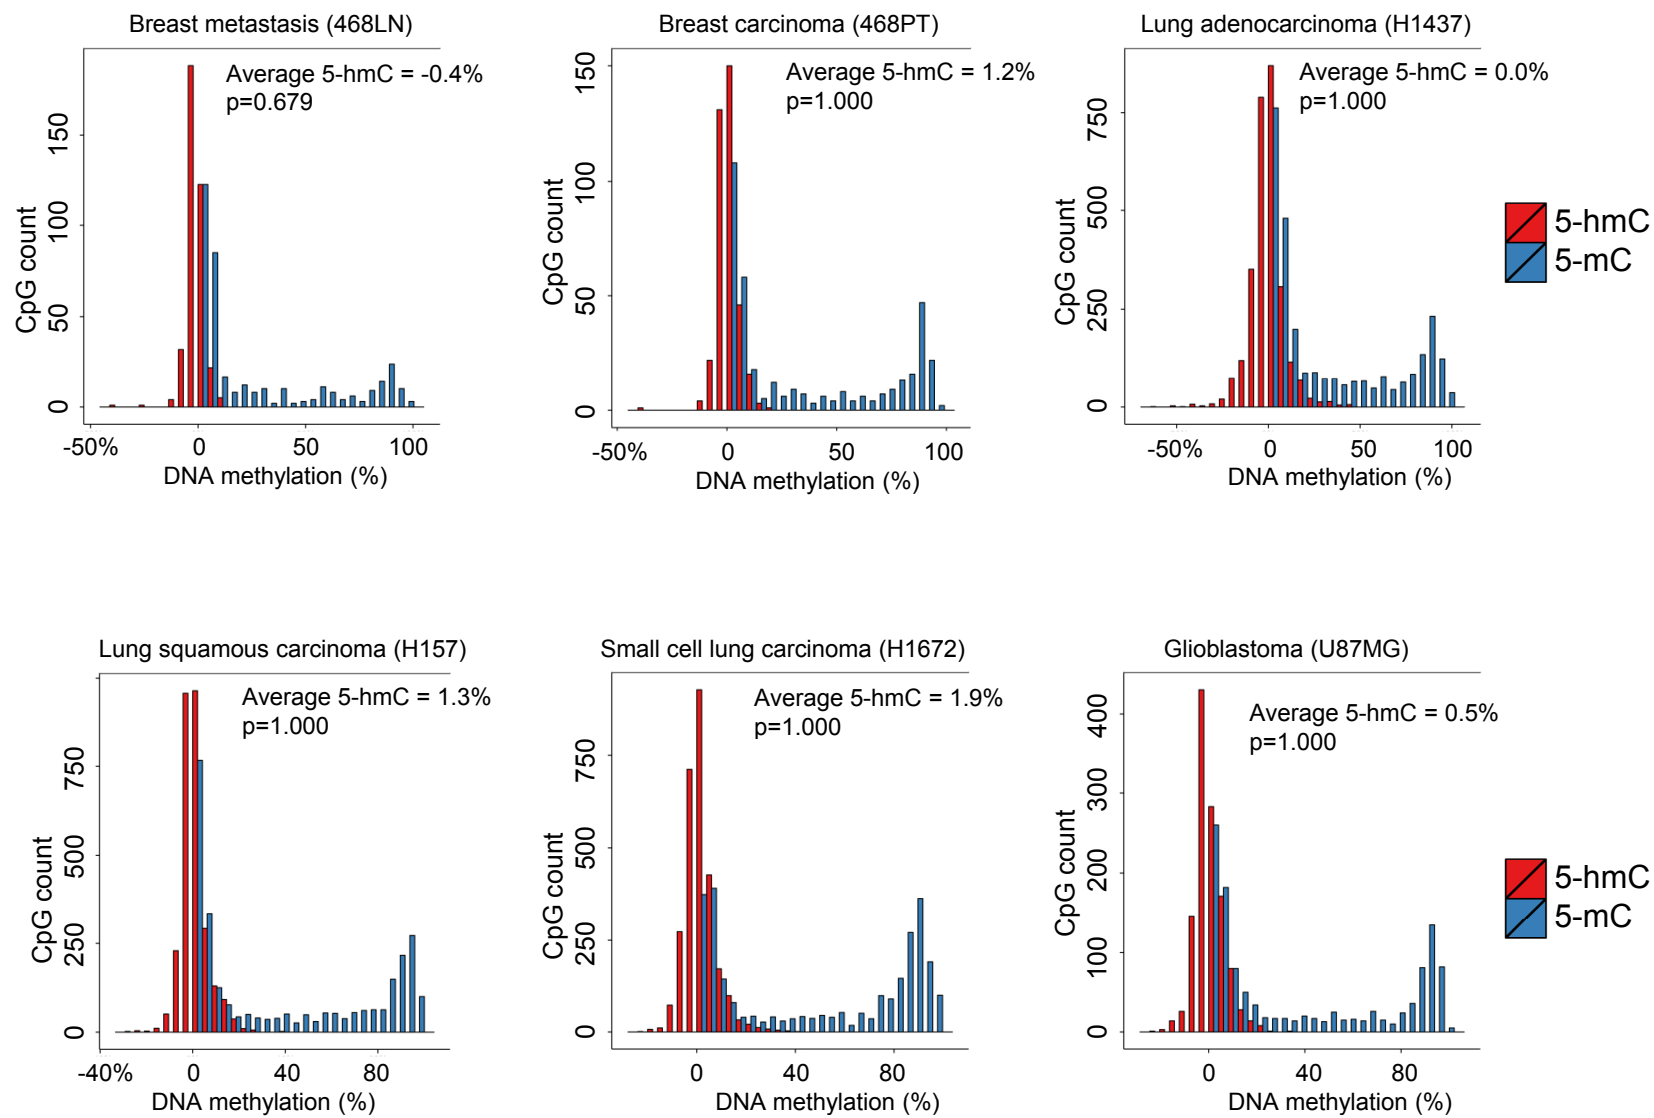 Breast metastasis (468LN)
Average 5-hmC = -0.4%
p=0.679
CpG count
150
100
50
0
-50%
0
50
100
DNA methylation (%)
Breast carcinoma (468PT)
Average 5-hmC = 1.2%
p=1.000
CpG count
150
100
50
0
-50%
0
50
100
DNA methylation (%)
Lung adenocarcinoma (H1437)
Average 5-hmC = 0.0%
p=1.000
CpG count
750
500
250
0
-50%
0
50
100
DNA methylation (%)
5-hmC
5-mC
Lung squamous carcinoma (H157)
Average 5-hmC = 1.3%
p=1.000
CpG count
750
500
250
0
-40%
0
40
80
DNA methylation (%)
Small cell lung carcinoma (H1672)
Average 5-hmC = 1.9%
p=1.000
CpG count
750
500
250
0
0
40
80
DNA methylation (%)
Glioblastoma (U87MG)
Average 5-hmC = 0.5%
p=1.000
CpG count
400
300
200
100
0
0
40
80
DNA methylation (%)
5-hmC
5-mC